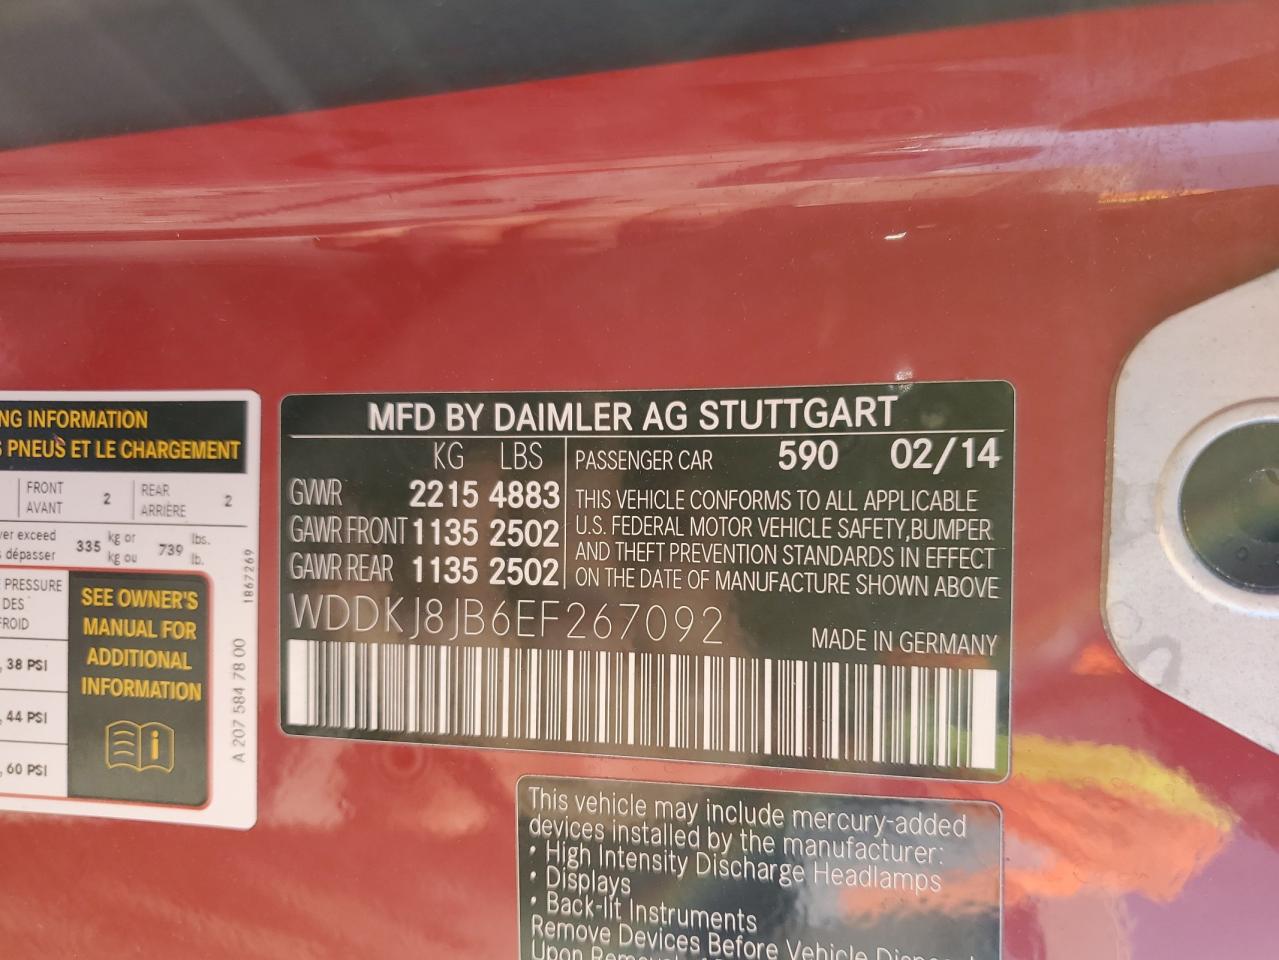 NG INFORMATION
S PNEUS ET LE CHARGEMENT
FRONT
AVANT
2
REAR
ARRIÈRE
2
ver exceed
dépasser
335
kg or
kg ou
739
lbs.
lb.
PRESSURE
DES
ROID
, 38 PSI
, 44 PSI
, 60 PSI
SEE OWNER'S
MANUAL FOR
ADDITIONAL
INFORMATION
i
1867269
A 207 584 78 00
MFD BY DAIMLER AG STUTTGART
KG LBS
GVWR 2215 4883
GAWR FRONT 1135 2502
GAWR REAR 1135 2502
PASSENGER CAR 590 02/14
THIS VEHICLE CONFORMS TO ALL APPLICABLE
U.S. FEDERAL MOTOR VEHICLE SAFETY,BUMPER
AND THEFT PREVENTION STANDARDS IN EFFECT
ON THE DATE OF MANUFACTURE SHOWN ABOVE
WDDKJ8JB6EF267092
MADE IN GERMANY
This vehicle may include mercury-added
devices installed by the manufacturer:
• High Intensity Discharge Headlamps
• Displays
• Back-lit Instruments
Remove Devices Before Vehicle
Upon